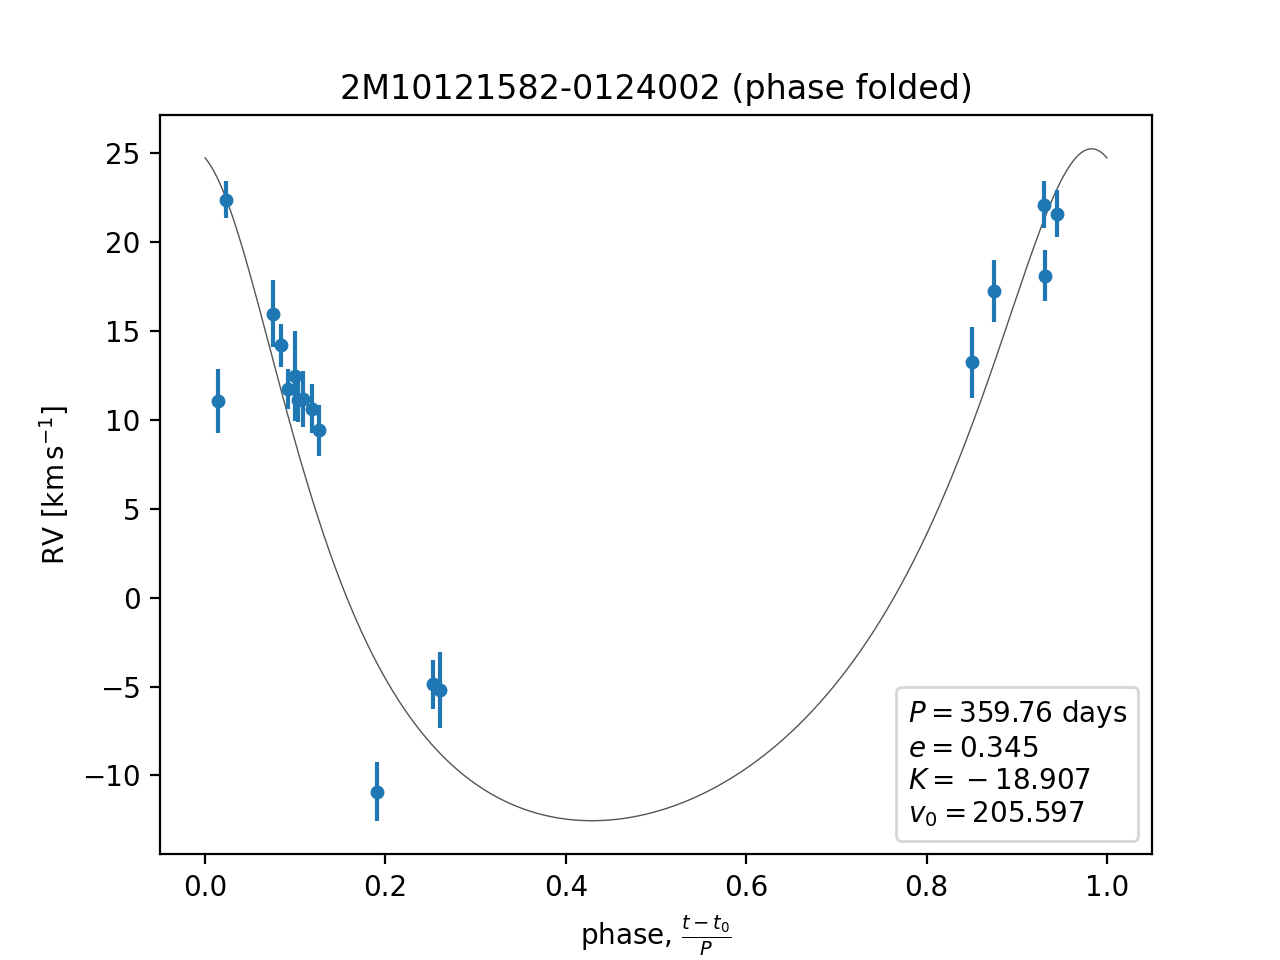 2M10121582-0124002 (phase folded)
RV [km s⁻¹]
25
20
15
10
5
0
−5
−10
P = 359.76 days
e = 0.345
K = −18.907
v₀ = 205.597
0.0 0.2 0.4 0.6 0.8 1.0
phase, (t − t₀)/P